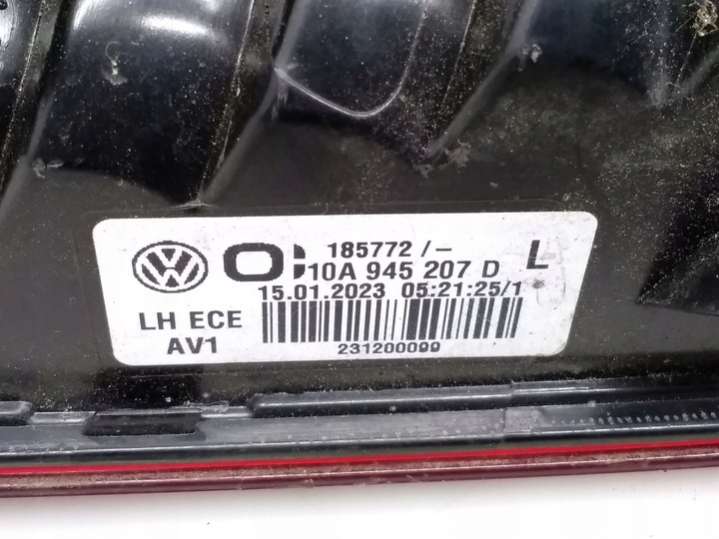 185772 /-
10A 945 207 D L
15.01.2023 05:21:25/1
LH ECE
AV1
231200099